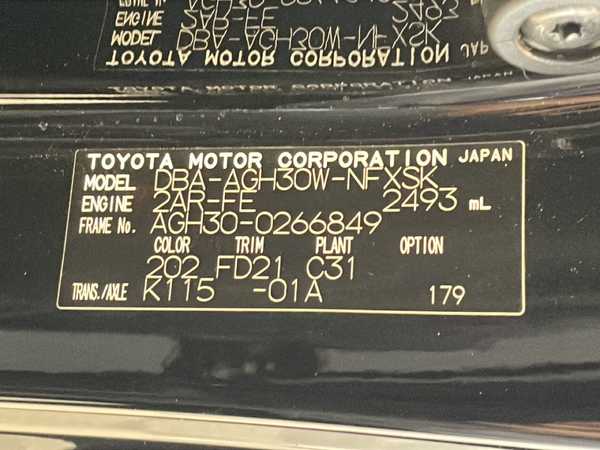 TOYOTA MOTOR CORPORATION JAPAN
MODEL DBA-AGH30W-NFXSK
ENGINE 2AR-FE 2493 mL
FRAME No. AGH30-0266849
COLOR TRIM PLANT OPTION
202 FD21 C31
TRANS./AXLE K115 -01A 179